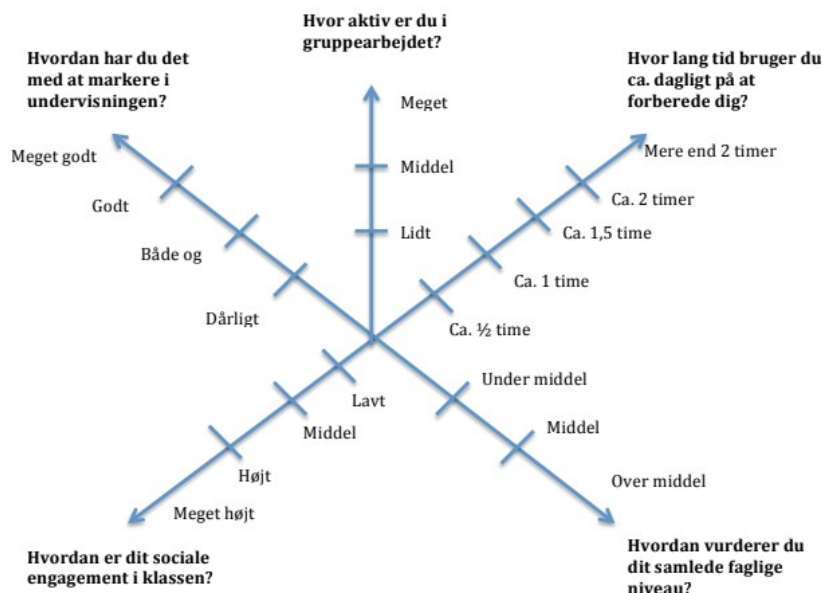 Hvor aktiv er du i
gruppearbejdet?
Hvordan har du det
med at markere i
undervisningen?
Hvor lang tid bruger du
ca. dagligt på at
forberede dig?
Meget
Middel
Lidt
Meget godt
Godt
Både og
Dårligt
Mere end 2 timer
Ca. 2 timer
Ca. 1,5 time
Ca. 1 time
Ca. ½ time
Lavt
Middel
Højt
Meget højt
Under middel
Middel
Over middel
Hvordan er dit sociale
engagement i klassen?
Hvordan vurderer du
dit samlede faglige
niveau?